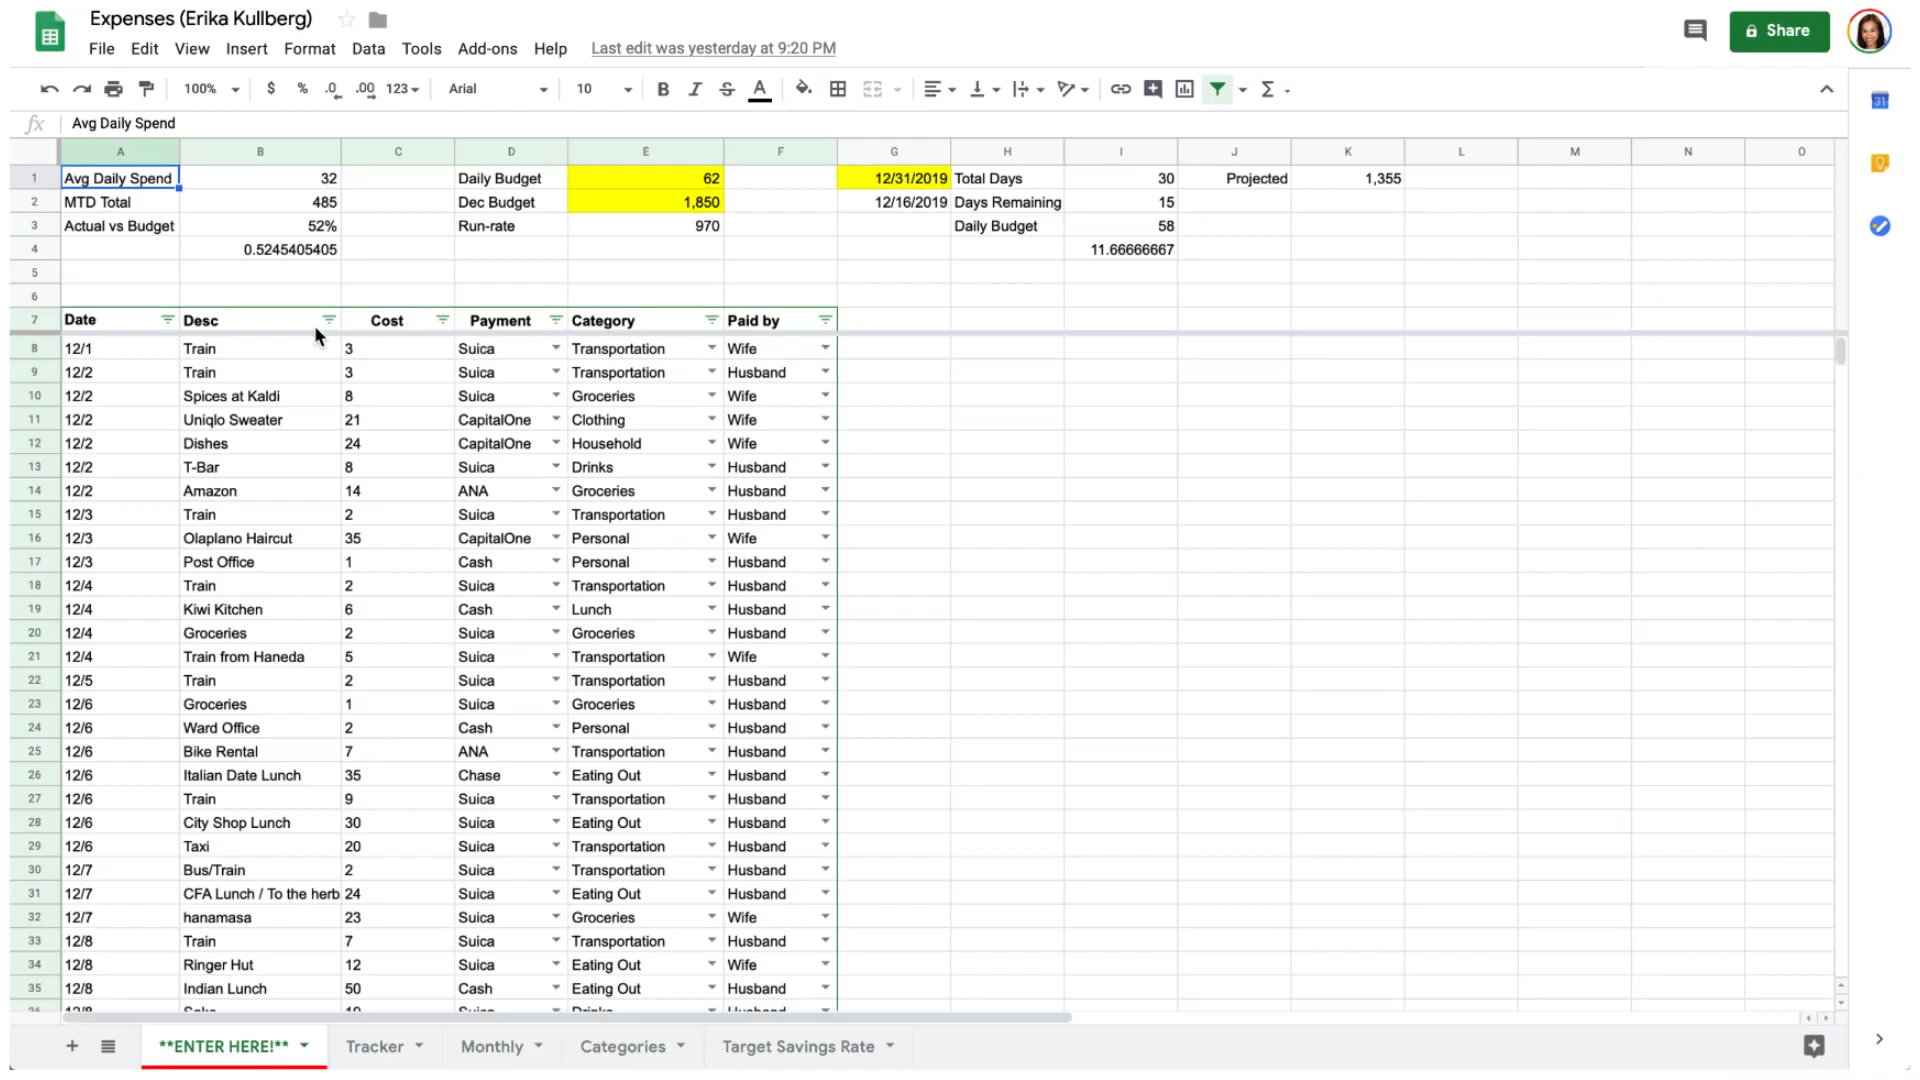 Expenses (Erika Kullberg)
File Edit View Insert Format Data Tools Add-ons Help Last edit was yesterday at 9:20 PM
Share
100% $ % .0 .00 123 Arial 10 B I S A Σ
fx Avg Daily Spend
A B C D E F G H I J K L M N O
1 Avg Daily Spend 32 Daily Budget 62 12/31/2019 Total Days 30 Projected 1,355
2 MTD Total 485 Dec Budget 1,850 12/16/2019 Days Remaining 15
3 Actual vs Budget 52% Run-rate 970 Daily Budget 58
4 0.5245405405 11.66666667
5
6
7 Date Desc Cost Payment Category Paid by
8 12/1 Train 3 Suica Transportation Wife
9 12/2 Train 3 Suica Transportation Husband
10 12/2 Spices at Kaldi 8 Suica Groceries Wife
11 12/2 Uniqlo Sweater 21 CapitalOne Clothing Wife
12 12/2 Dishes 24 CapitalOne Household Wife
13 12/2 T-Bar 8 Suica Drinks Husband
14 12/2 Amazon 14 ANA Groceries Husband
15 12/3 Train 2 Suica Transportation Husband
16 12/3 Olaplano Haircut 35 CapitalOne Personal Wife
17 12/3 Post Office 1 Cash Personal Husband
18 12/4 Train 2 Suica Transportation Husband
19 12/4 Kiwi Kitchen 6 Cash Lunch Husband
20 12/4 Groceries 2 Suica Groceries Husband
21 12/4 Train from Haneda 5 Suica Transportation Wife
22 12/5 Train 2 Suica Transportation Husband
23 12/6 Groceries 1 Suica Groceries Husband
24 12/6 Ward Office 2 Cash Personal Husband
25 12/6 Bike Rental 7 ANA Transportation Husband
26 12/6 Italian Date Lunch 35 Chase Eating Out Husband
27 12/6 Train 9 Suica Transportation Husband
28 12/6 City Shop Lunch 30 Suica Eating Out Husband
29 12/6 Taxi 20 Suica Transportation Husband
30 12/7 Bus/Train 2 Suica Transportation Husband
31 12/7 CFA Lunch / To the herb 24 Suica Eating Out Husband
32 12/7 hanamasa 23 Suica Groceries Wife
33 12/8 Train 7 Suica Transportation Husband
34 12/8 Ringer Hut 12 Suica Eating Out Wife
35 12/8 Indian Lunch 50 Cash Eating Out Husband
**ENTER HERE!** Tracker Monthly Categories Target Savings Rate
31